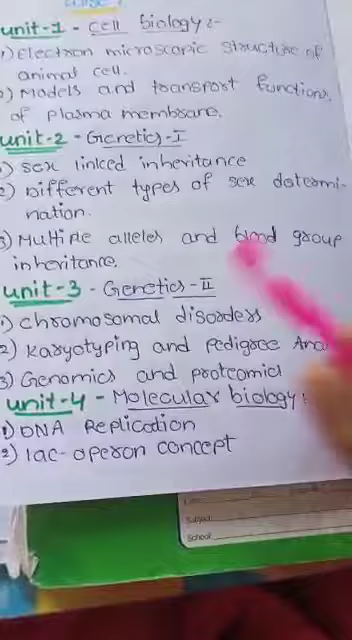 unit-1 - cell biology:-
1) Electron microscopic structure of
animal cell.
2) Models and transport functions
of plasma membrane.
unit-2 - Genetics-I
1) sex linked inheritance
2) Different types of sex determi-
nation.
3) Multiple alleles and blood group
inheritance.
unit-3 - Genetics-II
1) chromosomal disorders
2) Karyotyping and Pedigree Ana
3) Genomics and proteomics
unit-4 - Molecular biology:
1) DNA Replication
2) lac-operon concept
Subject:
School: